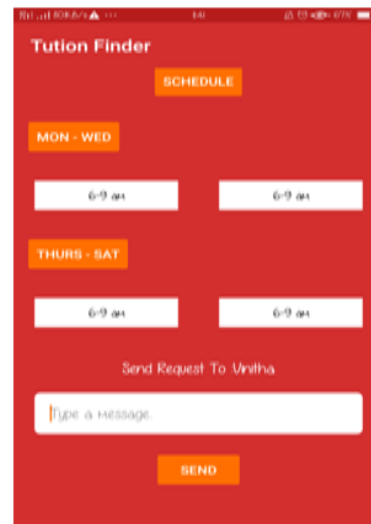 Tution Finder
SCHEDULE
MON - WED
6-9 am 6-9 am
THURS - SAT
6-9 am 6-9 am
Send Request To Vinitha
Type a Message.
SEND